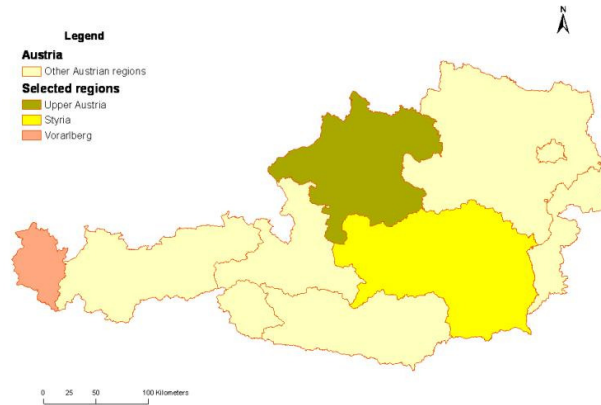 N
Legend
Austria
Other Austrian regions
Selected regions
Upper Austria
Styria
Vorarlberg
0 25 50 100 Kilometers